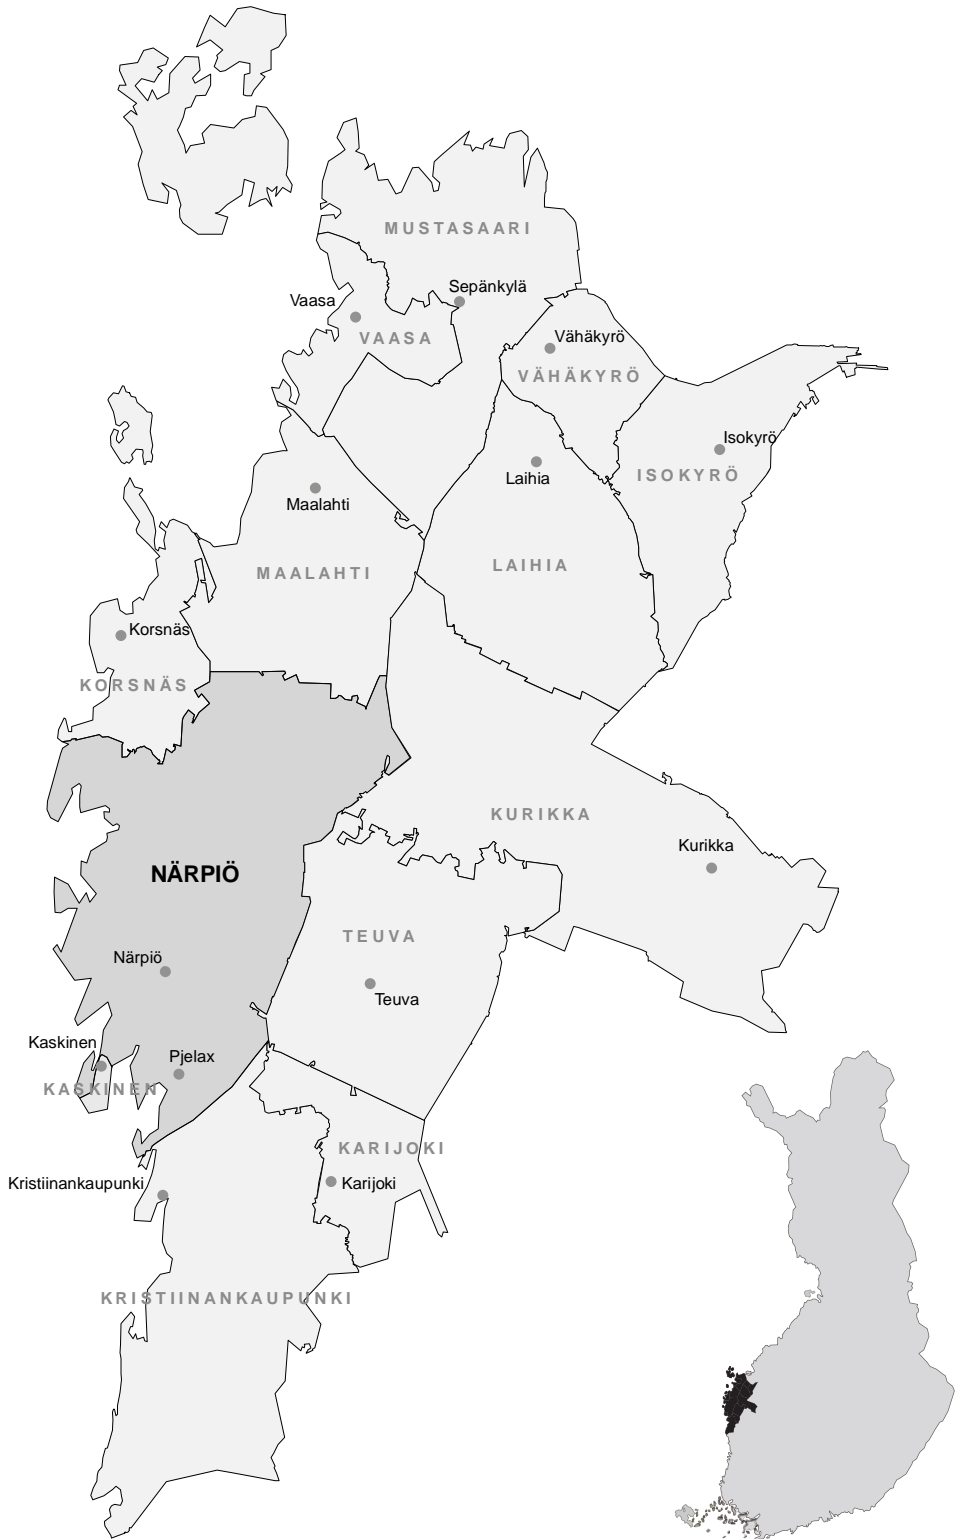 MUSTASAARI
Sepänkylä
Vaasa
VAASA
Vähäkyrö
VÄHÄKYRÖ
Isokyrö
ISOKYRÖ
Laihia
LAIHIA
Maalahti
MAALAHTI
Korsnäs
KORSNÄS
KURIKKA
Kurikka
NÄRPIÖ
TEUVA
Närpiö
Teuva
Kaskinen
Pjelax
KASKINEN
KARIJOKI
Kristiinankaupunki
Karijoki
KRISTIINANKAUPUNKI